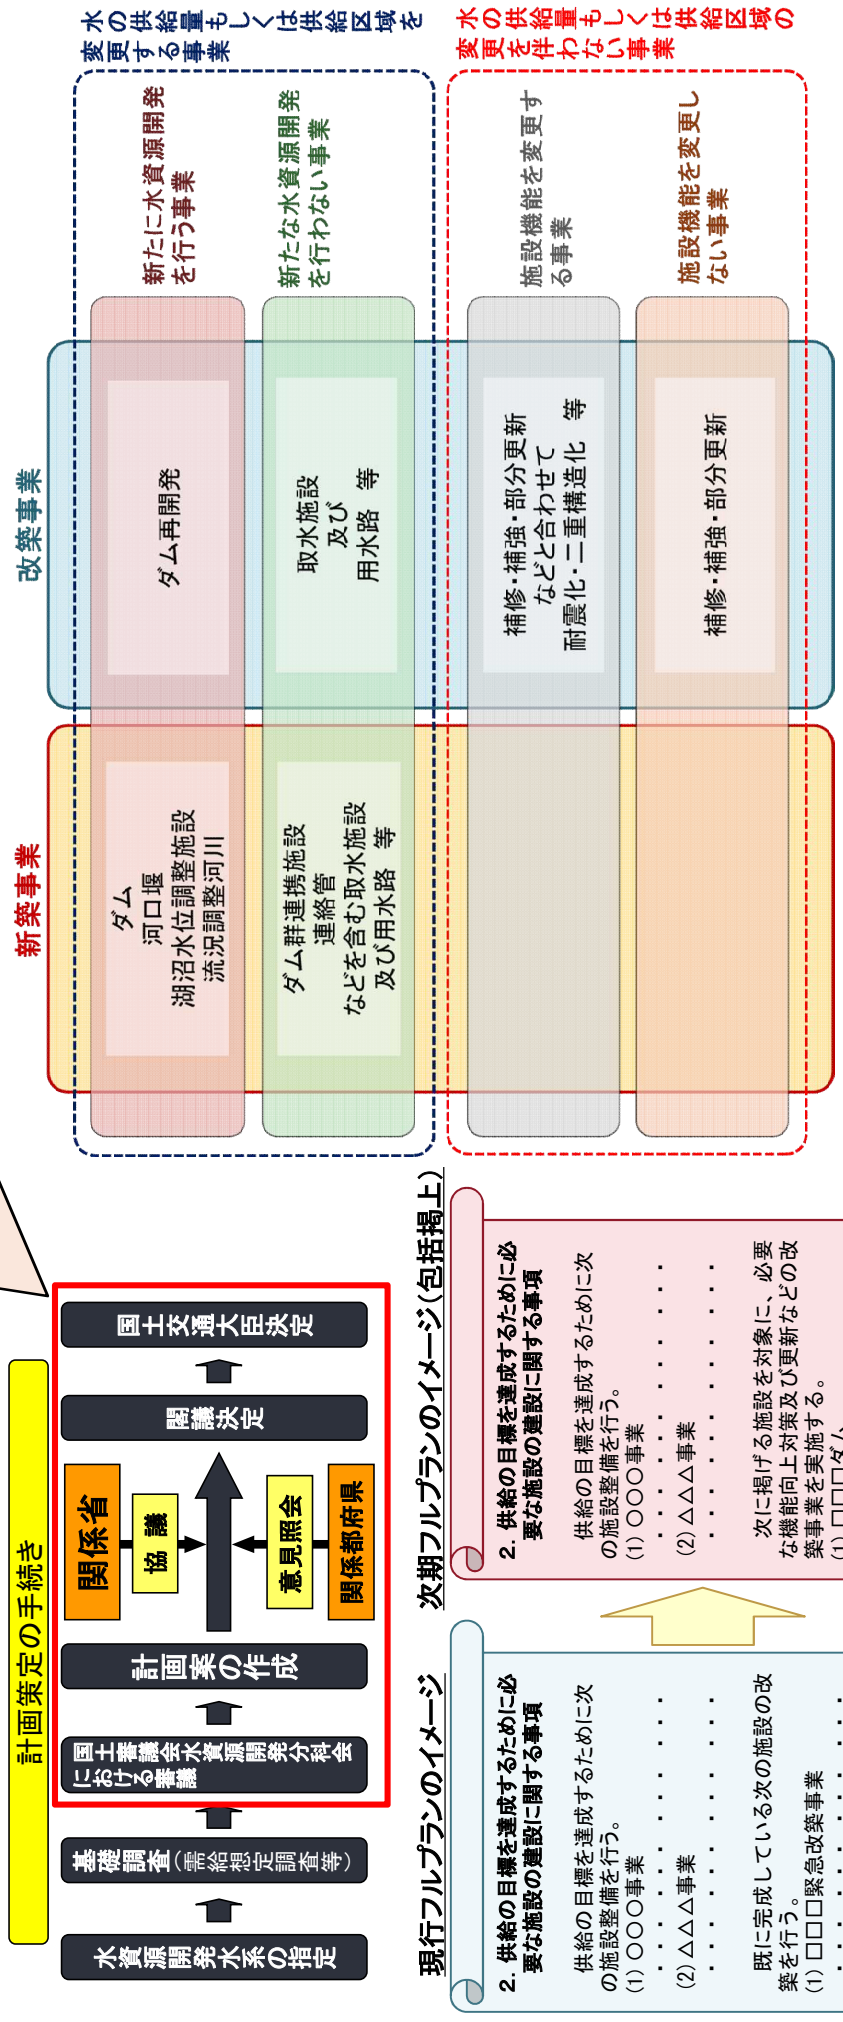 計画策定の手続き
水資源開発水系の指定
基礎調査(需給想定調査等)
国土審議会水資源開発分科会
における審議
計画案の作成
関係省
協 議
意見照会
関係都府県
閣議決定
国土交通大臣決定
現行フルプランのイメージ
2. 供給の目標を達成するために必
要な施設の建設に関する事項
供給の目標を達成するために次
の施設整備を行う。
(1) ○○○事業
・・・・・・・・・・・・
(2) △△△事業
・・・・・・・・・・・・
既に完成している次の施設の改
築を行う。
(1) □□□緊急改築事業
・・・・・・・・・・・・
次期フルプランのイメージ(包括掲上)
2. 供給の目標を達成するために必
要な施設の建設に関する事項
供給の目標を達成するために次
の施設整備を行う。
(1) ○○○事業
・・・・・・・・・・・・
(2) △△△事業
・・・・・・・・・・・・
次に掲げる施設を対象に、必要
な機能向上対策及び更新などの改
築事業を実施する。
(1) □□□ダム
新築事業
改築事業
ダム
河口堰
湖沼水位調整施設
流況調整河川
ダム再開発
新たに水資源開発
を行う事業
ダム群連携施設
連絡管
などを含む取水施設
及び用水路 等
取水施設
及び
用水路 等
新たな水資源開発
を行わない事業
水の供給量もしくは供給区域を
変更する事業
補修・補強・部分更新
などと合わせて
耐震化・二重構造化 等
施設機能を変更す
る事業
補修・補強・部分更新
施設機能を変更し
ない事業
水の供給量もしくは供給区域の
変更を伴わない事業